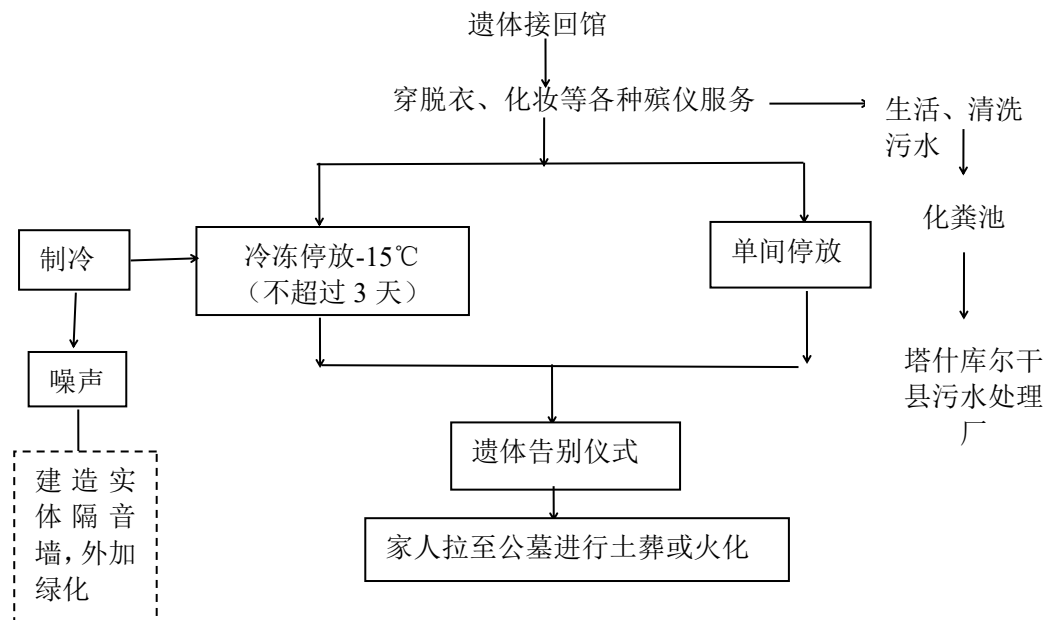 遗体接回馆
穿脱衣、化妆等各种殡仪服务
生活、清洗
污水
化粪池
塔什库尔干
县污水处理
厂
制冷
冷冻停放-15℃
（不超过 3 天）
单间停放
噪声
建造实
体隔音
墙，外加
绿化
遗体告别仪式
家人拉至公墓进行土葬或火化